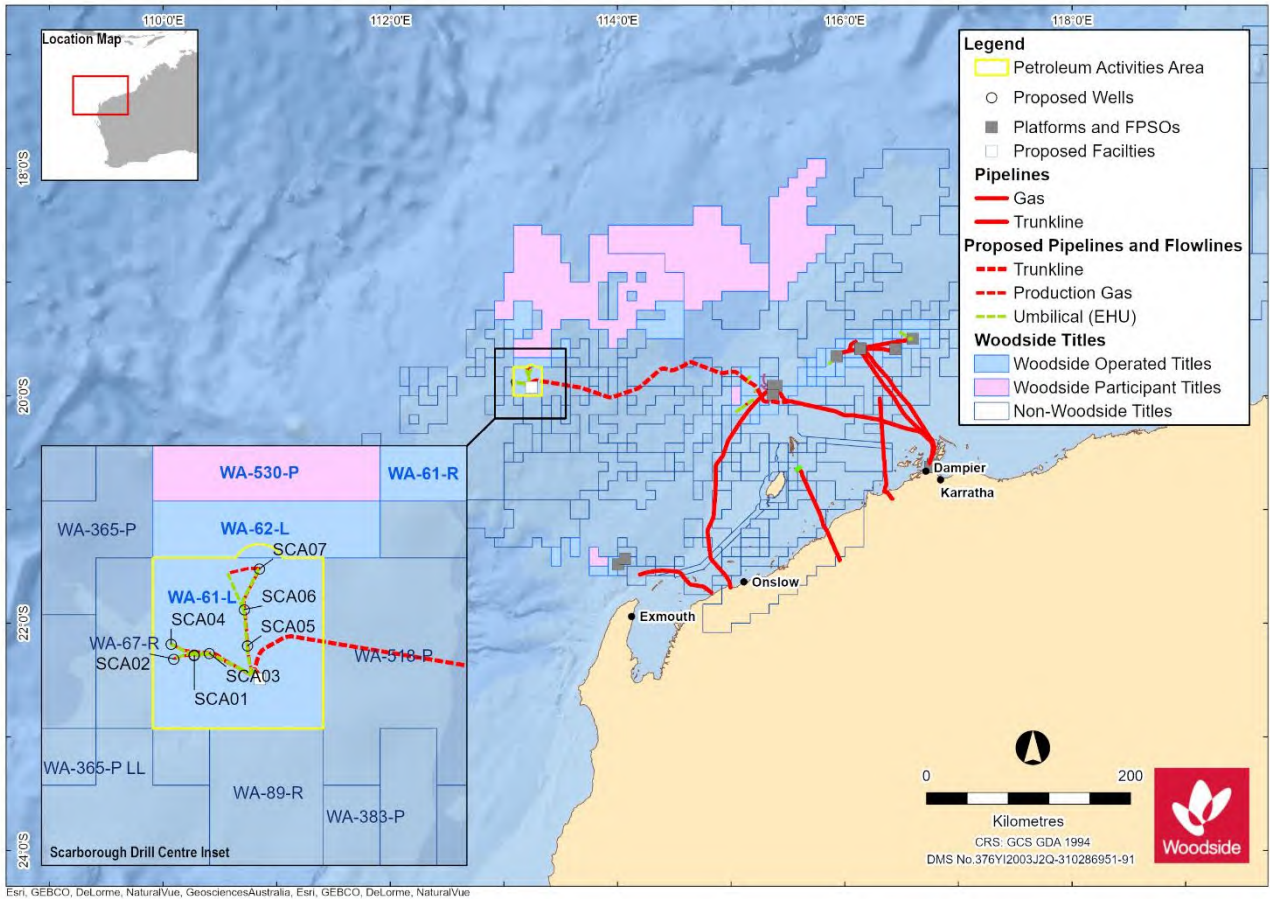 110°0'E
112°0'E
114°0'E
116°0'E
118°0'E
Location Map
18°0'S
20°0'S
22°0'S
24°0'S
Legend
Petroleum Activities Area
Proposed Wells
Platforms and FPSOs
Proposed Facilties
Pipelines
Gas
Trunkline
Proposed Pipelines and Flowlines
Trunkline
Production Gas
Umbilical (EHU)
Woodside Titles
Woodside Operated Titles
Woodside Participant Titles
Non-Woodside Titles
Dampier
Karratha
Onslow
Exmouth
WA-530-P
WA-61-R
WA-365-P
WA-62-L
SCA07
WA-61-L
SCA06
SCA04
SCA05
WA-67-R
WA-518-P
SCA02
SCA03
SCA01
WA-365-P LL
WA-89-R
WA-383-P
Scarborough Drill Centre Inset
0
200
Kilometres
CRS: GCS GDA 1994
DMS No.376YI2003J2Q-310286951-91
Woodside
Esri, GEBCO, DeLorme, NaturalVue, GeosciencesAustralia, Esri, GEBCO, DeLorme, NaturalVue